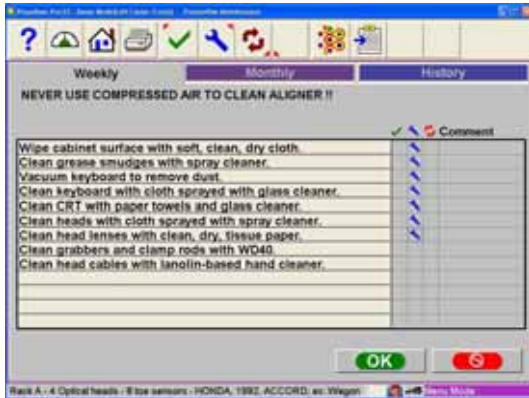 Weekly
Monthly
History
NEVER USE COMPRESSED AIR TO CLEAN ALIGNER !!
Comment
Wipe cabinet surface with soft, clean, dry cloth.
Clean grease smudges with spray cleaner.
Vacuum keyboard to remove dust.
Clean keyboard with cloth sprayed with glass cleaner.
Clean CRT with paper towels and glass cleaner.
Clean heads with cloth sprayed with spray cleaner.
Clean head lenses with clean, dry, tissue paper.
Clean grabbers and clamp rods with WD40.
Clean head cables with lanolin-based hand cleaner.
OK
Rack A - 4 Optical heads - 8 toe sensors - HONDA, 1992, ACCORD, ex. Wagon
Menu Mode